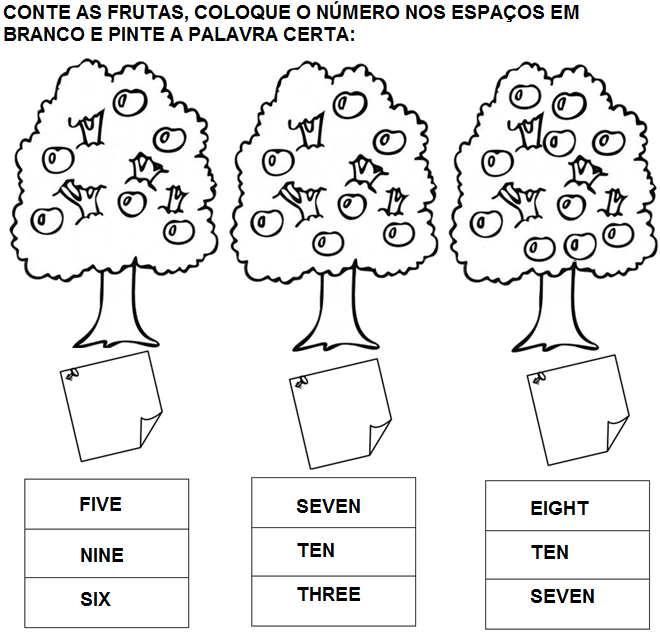 CONTE AS FRUTAS, COLOQUE O NÚMERO NOS ESPAÇOS EM
BRANCO E PINTE A PALAVRA CERTA:
FIVE
NINE
SIX
SEVEN
TEN
THREE
EIGHT
TEN
SEVEN